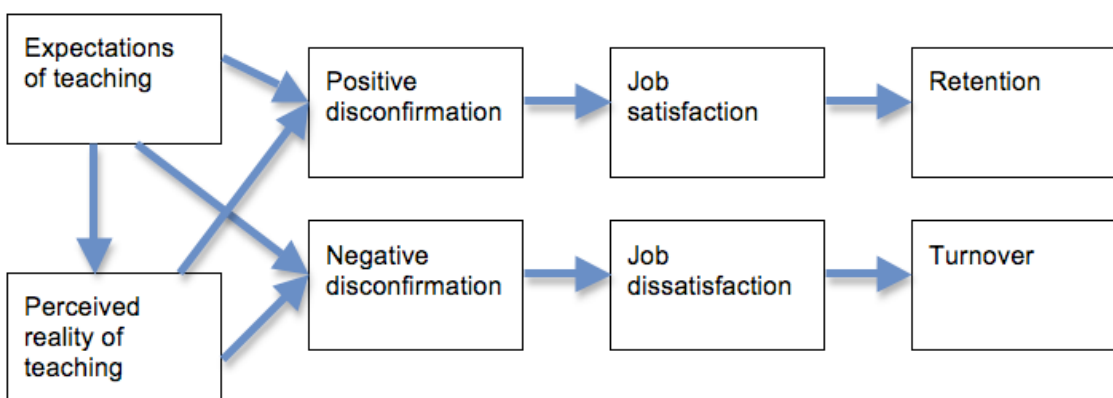 Expectations
of teaching
Positive
disconfirmation
Job
satisfaction
Retention
Perceived
reality of
teaching
Negative
disconfirmation
Job
dissatisfaction
Turnover